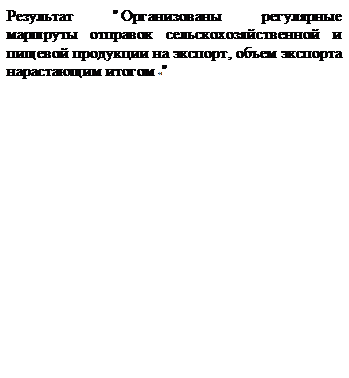 Результат "Организованы регулярные
маршруты отправок сельскохозяйственной и
пищевой продукции на экспорт, объем экспорта
нарастающим итогом «"